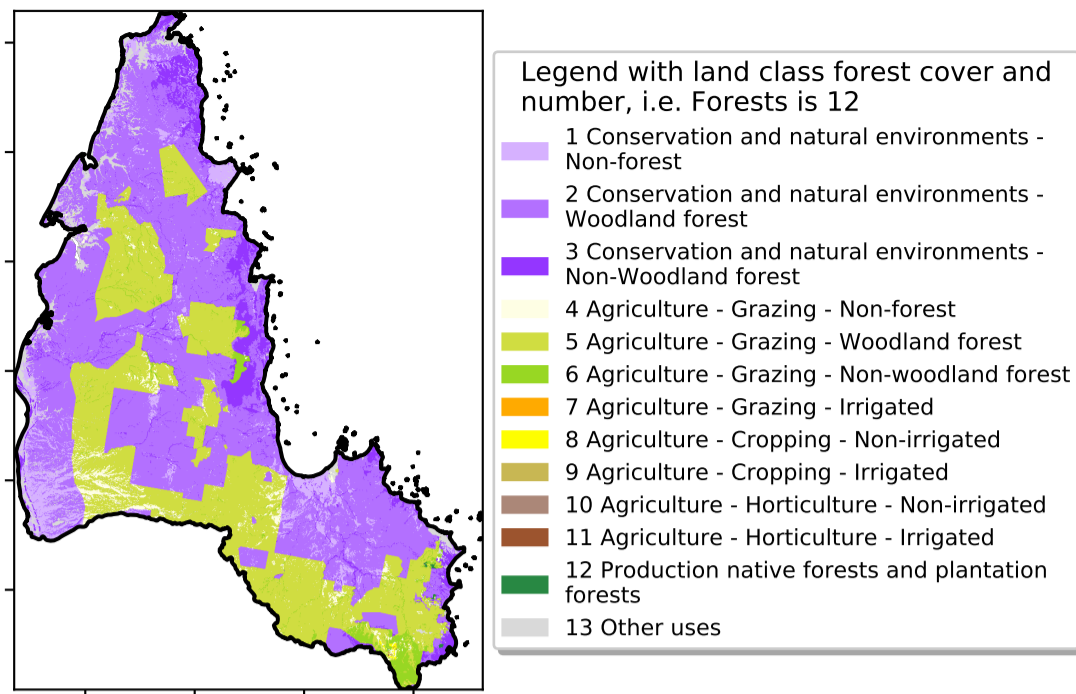 Legend with land class forest cover and
number, i.e. Forests is 12
1 Conservation and natural environments -
Non-forest
2 Conservation and natural environments -
Woodland forest
3 Conservation and natural environments -
Non-Woodland forest
4 Agriculture - Grazing - Non-forest
5 Agriculture - Grazing - Woodland forest
6 Agriculture - Grazing - Non-woodland forest
7 Agriculture - Grazing - Irrigated
8 Agriculture - Cropping - Non-irrigated
9 Agriculture - Cropping - Irrigated
10 Agriculture - Horticulture - Non-irrigated
11 Agriculture - Horticulture - Irrigated
12 Production native forests and plantation
forests
13 Other uses